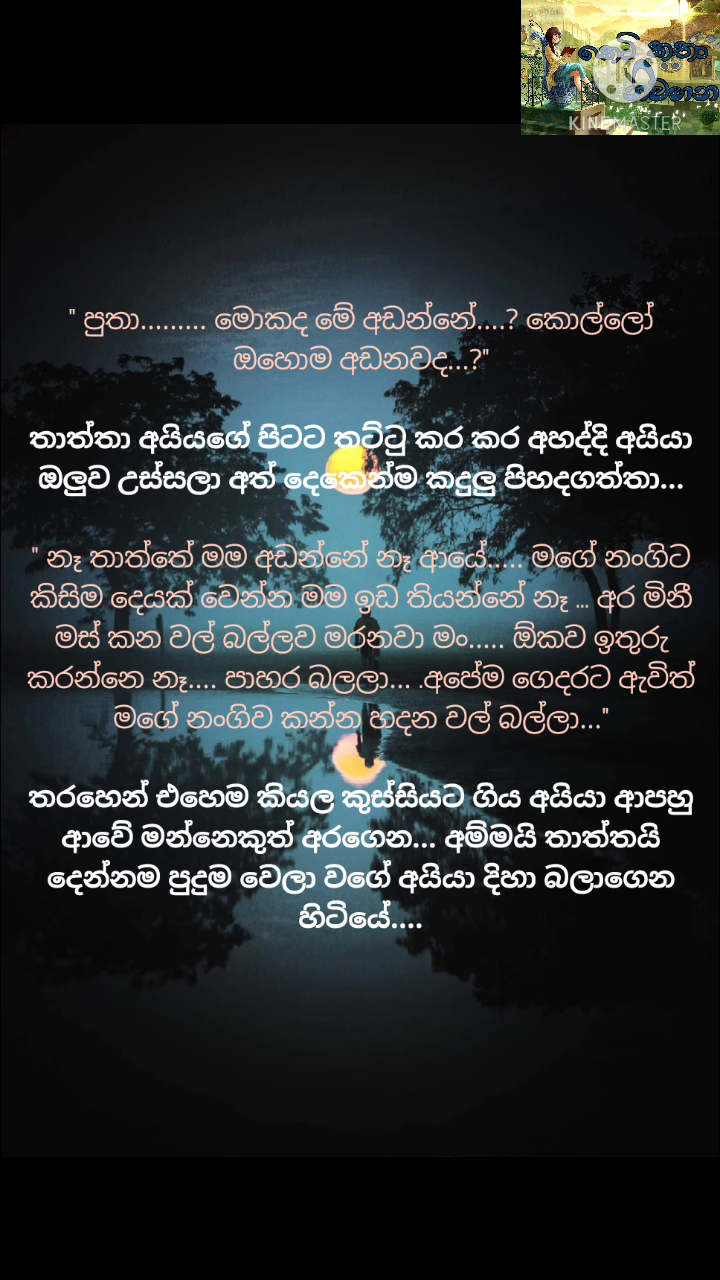 කෙටි කතා
KINEMASTER
" පුතා......... මොකද මේ අඩන්නේ....? කොල්ලෝ
ඔහොම අඩනවද...?"
තාත්තා අයියගේ පිටට තට්ටු කර කර අහද්දි අයියා
ඔලුව උස්සලා අත් දෙකෙන්ම කදුලු පිහදගත්තා...
" නෑ තාත්තේ මම අඩන්නේ නෑ ආයේ..... මගේ නංගිට
කිසිම දෙයක් වෙන්න මම ඉඩ තියන්නේ නෑ ... අර මිනී
මස් කන වල් බල්ලව මරනවා මං..... ඕකව ඉතුරු
කරන්නෙ නෑ.... පාහර බලලා... .අපේම ගෙදරට ඇවිත්
මගේ නංගිව කන්න හදන වල් බල්ලා..."
තරහෙන් එහෙම කියල කුස්සියට ගිය අයියා ආපහු
ආවේ මන්නෙකුත් අරගෙන... අම්මයි තාත්තයි
දෙන්නම පුදුම වෙලා වගේ අයියා දිහා බලාගෙන
හිටියේ....